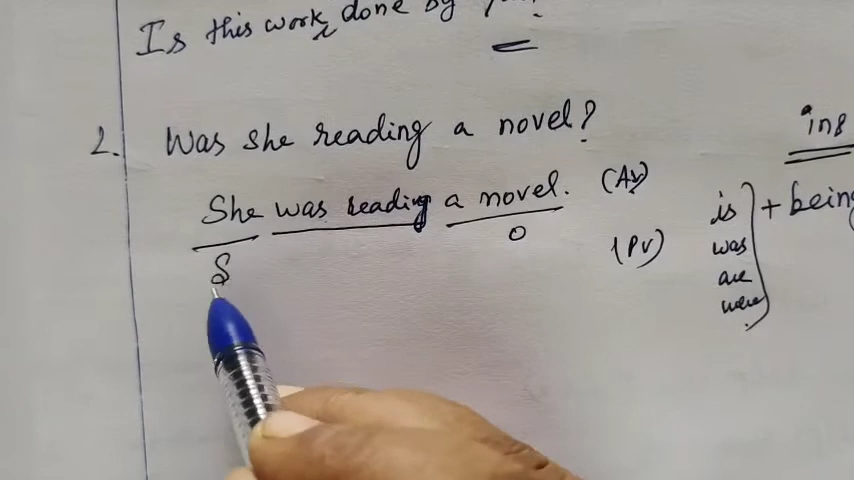 Is this work done by
2. Was she reading a novel?
ing
She was reading a novel. (Av)
S
O
(Pv)
is + being
was
are
were